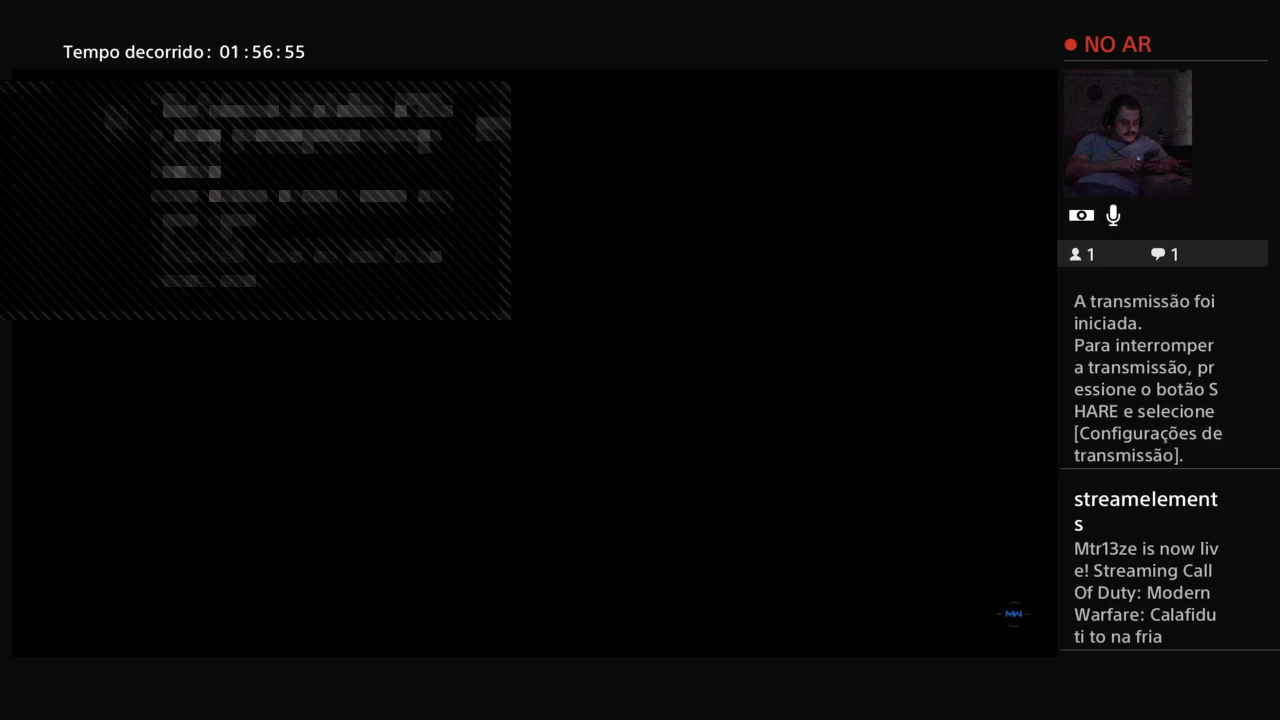 Tempo decorrido: 01:56:55
NO AR
1
1
A transmissão foi
iniciada.
Para interromper
a transmissão, pr
essione o botão S
HARE e selecione
[Configurações de
transmissão].
streamelement
s
Mtr13ze is now liv
e! Streaming Call
Of Duty: Modern
Warfare: Calafidu
ti to na fria
MW